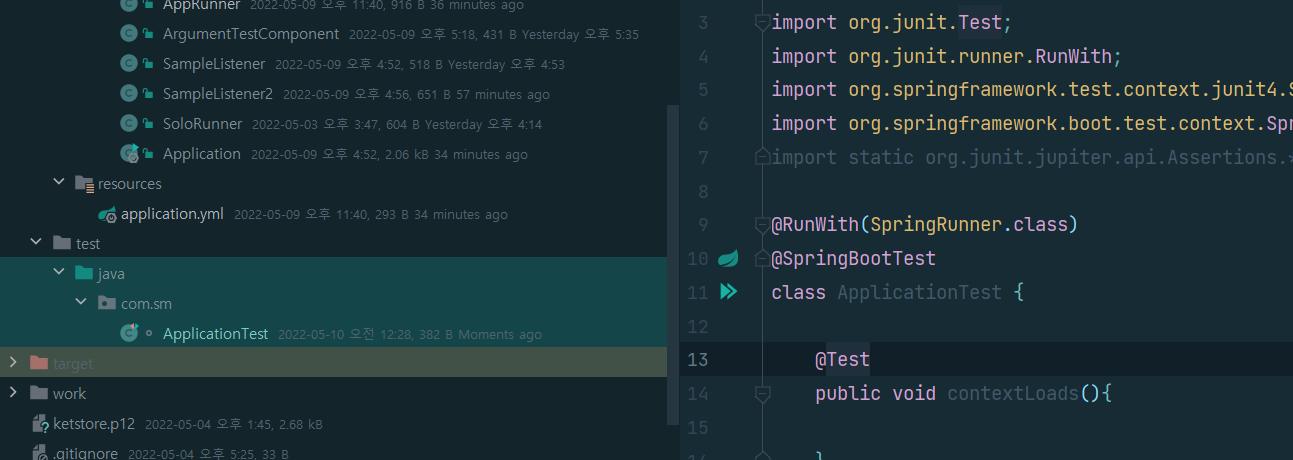 AppRunner 2022-05-09 오후 11:40, 916 B 36 minutes ago
ArgumentTestComponent 2022-05-09 오후 5:18, 431 B Yesterday 오후 5:35
SampleListener 2022-05-09 오후 4:52, 518 B Yesterday 오후 4:53
SampleListener2 2022-05-09 오후 4:56, 651 B 57 minutes ago
SoloRunner 2022-05-03 오후 3:47, 604 B Yesterday 오후 4:14
Application 2022-05-09 오후 4:52, 2.06 kB 34 minutes ago
resources
application.yml 2022-05-09 오후 11:40, 293 B 34 minutes ago
test
java
com.sm
ApplicationTest 2022-05-10 오전 12:28, 382 B Moments ago
target
work
ketstore.p12 2022-05-04 오후 1:45, 2.68 kB
.gitignore 2022-05-04 오후 5:25, 33 B
3 import org.junit.Test;
4 import org.junit.runner.RunWith;
5 import org.springframework.test.context.junit4.S
6 import org.springframework.boot.test.context.Spr
7 import static org.junit.jupiter.api.Assertions.*
8
9 @RunWith(SpringRunner.class)
10 @SpringBootTest
11 class ApplicationTest {
12
13 @Test
14 public void contextLoads(){
15
16 }